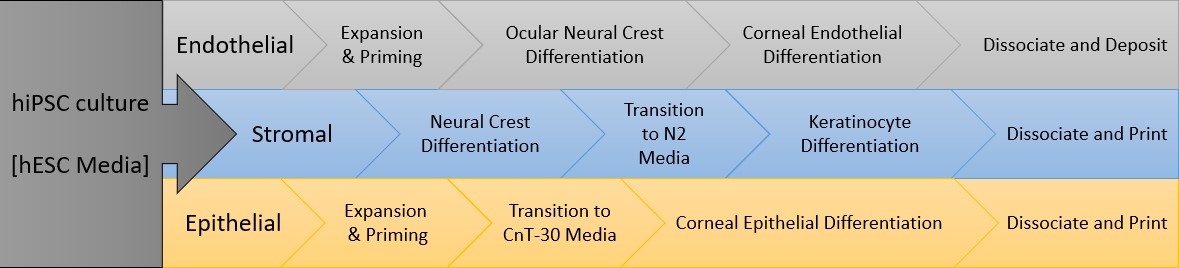 hiPSC culture
[hESC Media]
Endothelial
Expansion
& Priming
Ocular Neural Crest
Differentiation
Corneal Endothelial
Differentiation
Dissociate and Deposit
Stromal
Neural Crest
Differentiation
Transition
to N2
Media
Keratinocyte
Differentiation
Dissociate and Print
Epithelial
Expansion
& Priming
Transition to
CnT-30 Media
Corneal Epithelial Differentiation
Dissociate and Print